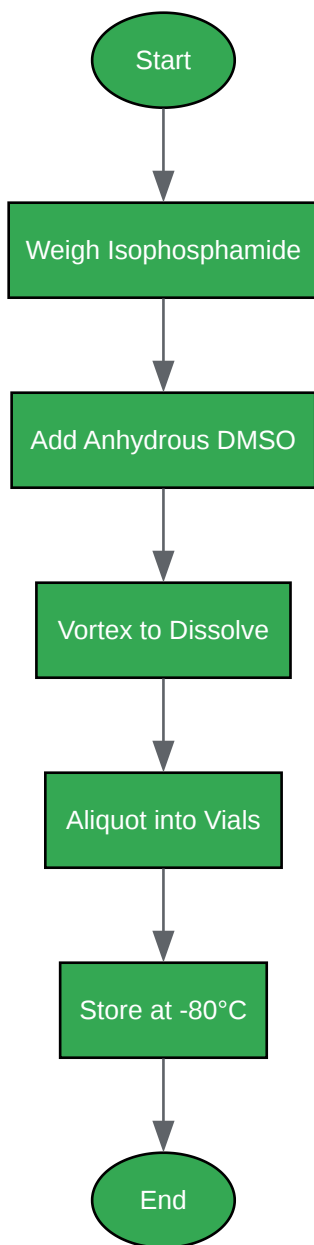 Start
Weigh Isophosphamide
Add Anhydrous DMSO
Vortex to Dissolve
Aliquot into Vials
Store at -80°C
End